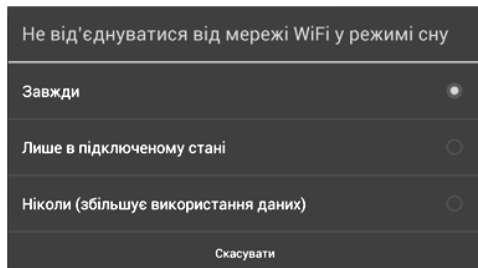 Не від'єднуватися від мережі WiFi у режимі сну
Завжди
Лише в підключеному стані
Ніколи (збільшує використання даних)
Скасувати